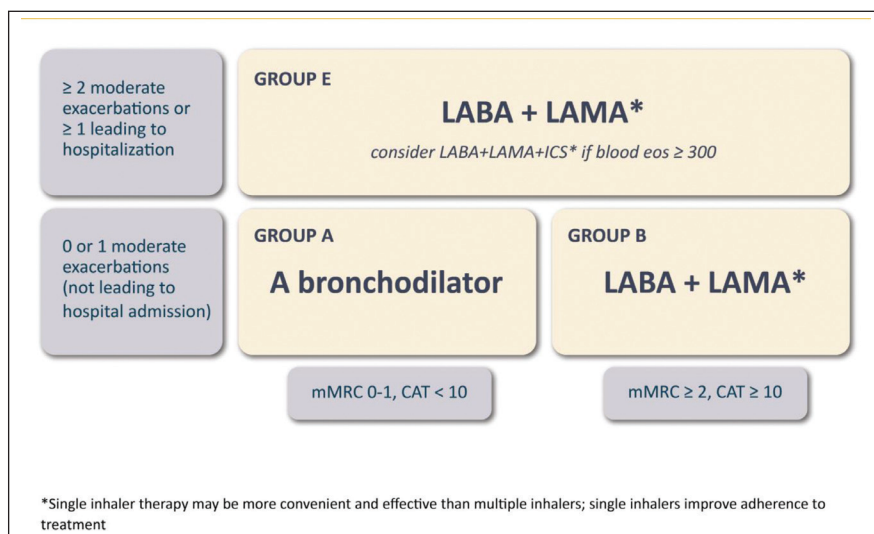 ≥ 2 moderate
exacerbations or
≥ 1 leading to
hospitalization
GROUP E
LABA + LAMA*
consider LABA+LAMA+ICS* if blood eos ≥ 300
0 or 1 moderate
exacerbations
(not leading to
hospital admission)
GROUP A
A bronchodilator
GROUP B
LABA + LAMA*
mMRC 0-1, CAT < 10
mMRC ≥ 2, CAT ≥ 10
*Single inhaler therapy may be more convenient and effective than multiple inhalers; single inhalers improve adherence to
treatment